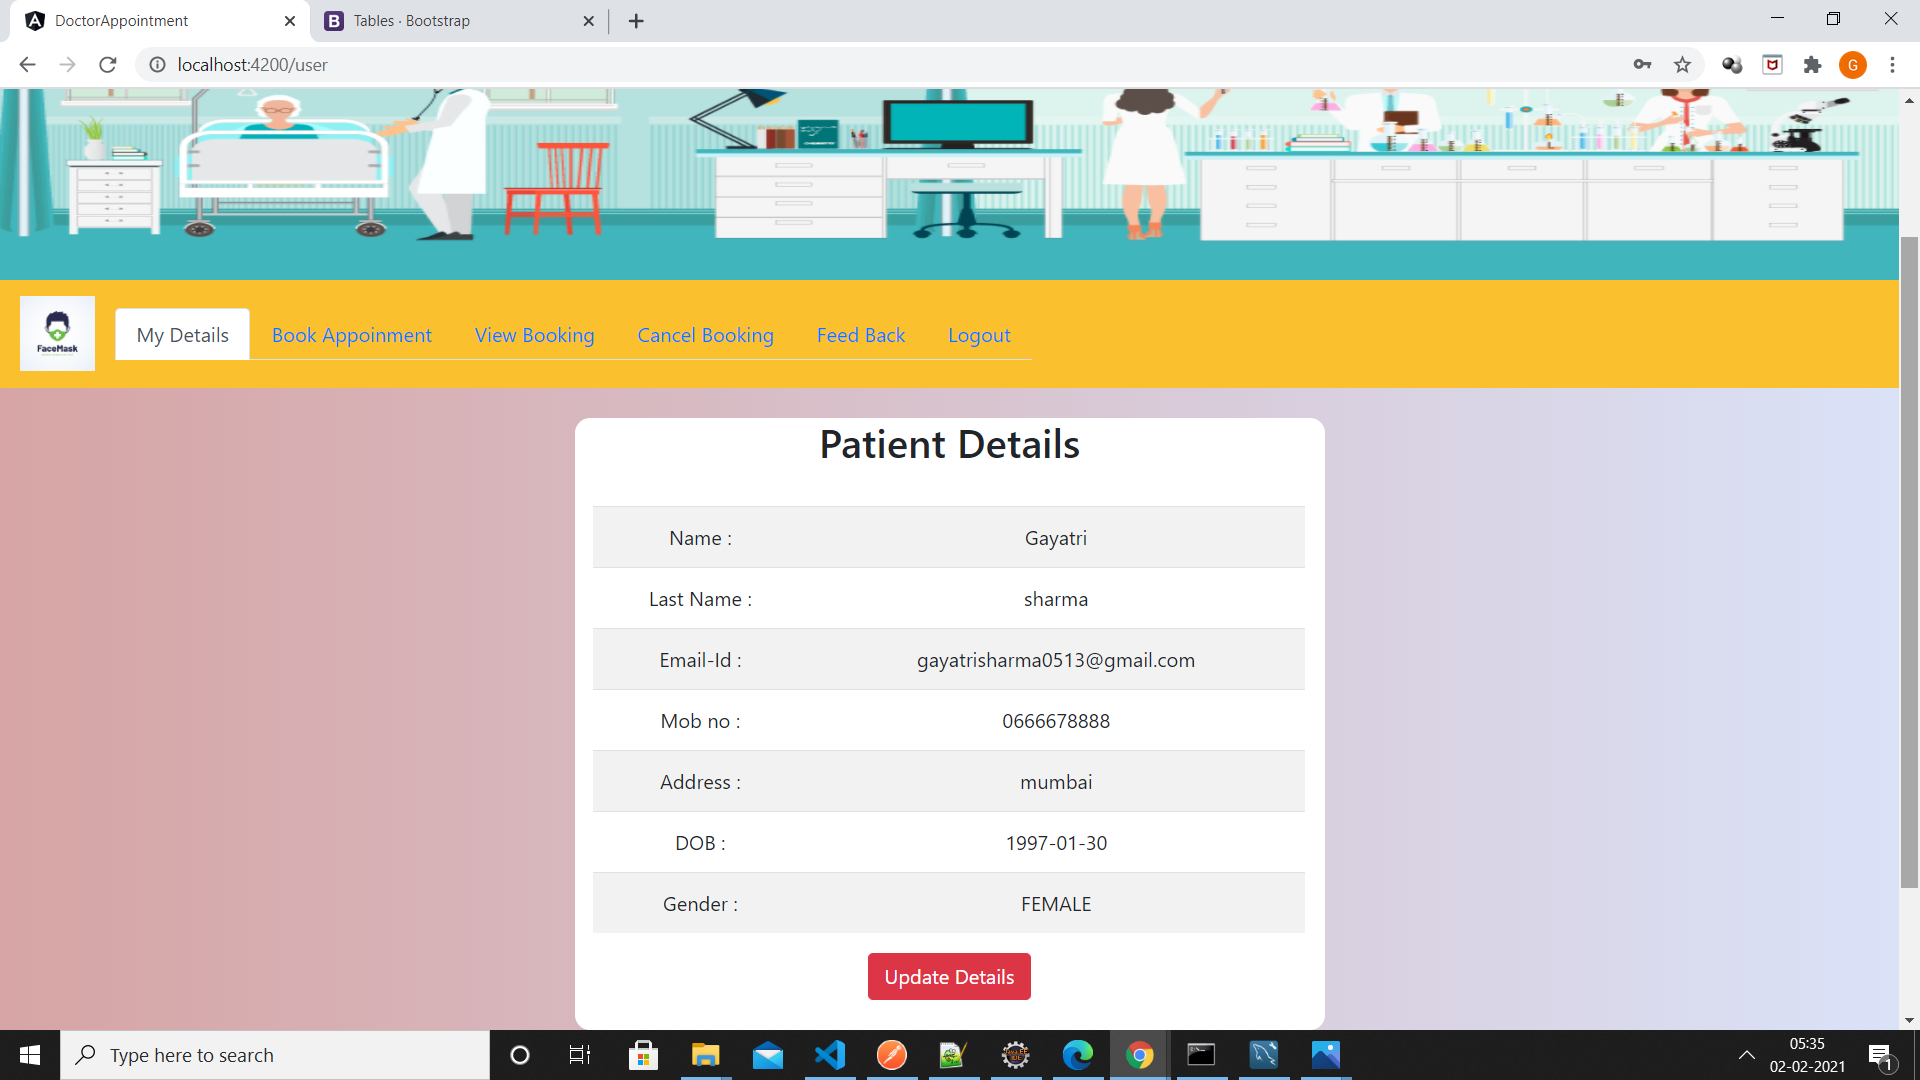 DoctorAppointment
Tables · Bootstrap
localhost:4200/user
G
FaceMask
My Details
Book Appoinment
View Booking
Cancel Booking
Feed Back
Logout
Patient Details
Name : Gayatri
Last Name : sharma
Email-Id : gayatrisharma0513@gmail.com
Mob no : 0666678888
Address : mumbai
DOB : 1997-01-30
Gender : FEMALE
Update Details
Type here to search
05:35
02-02-2021
1